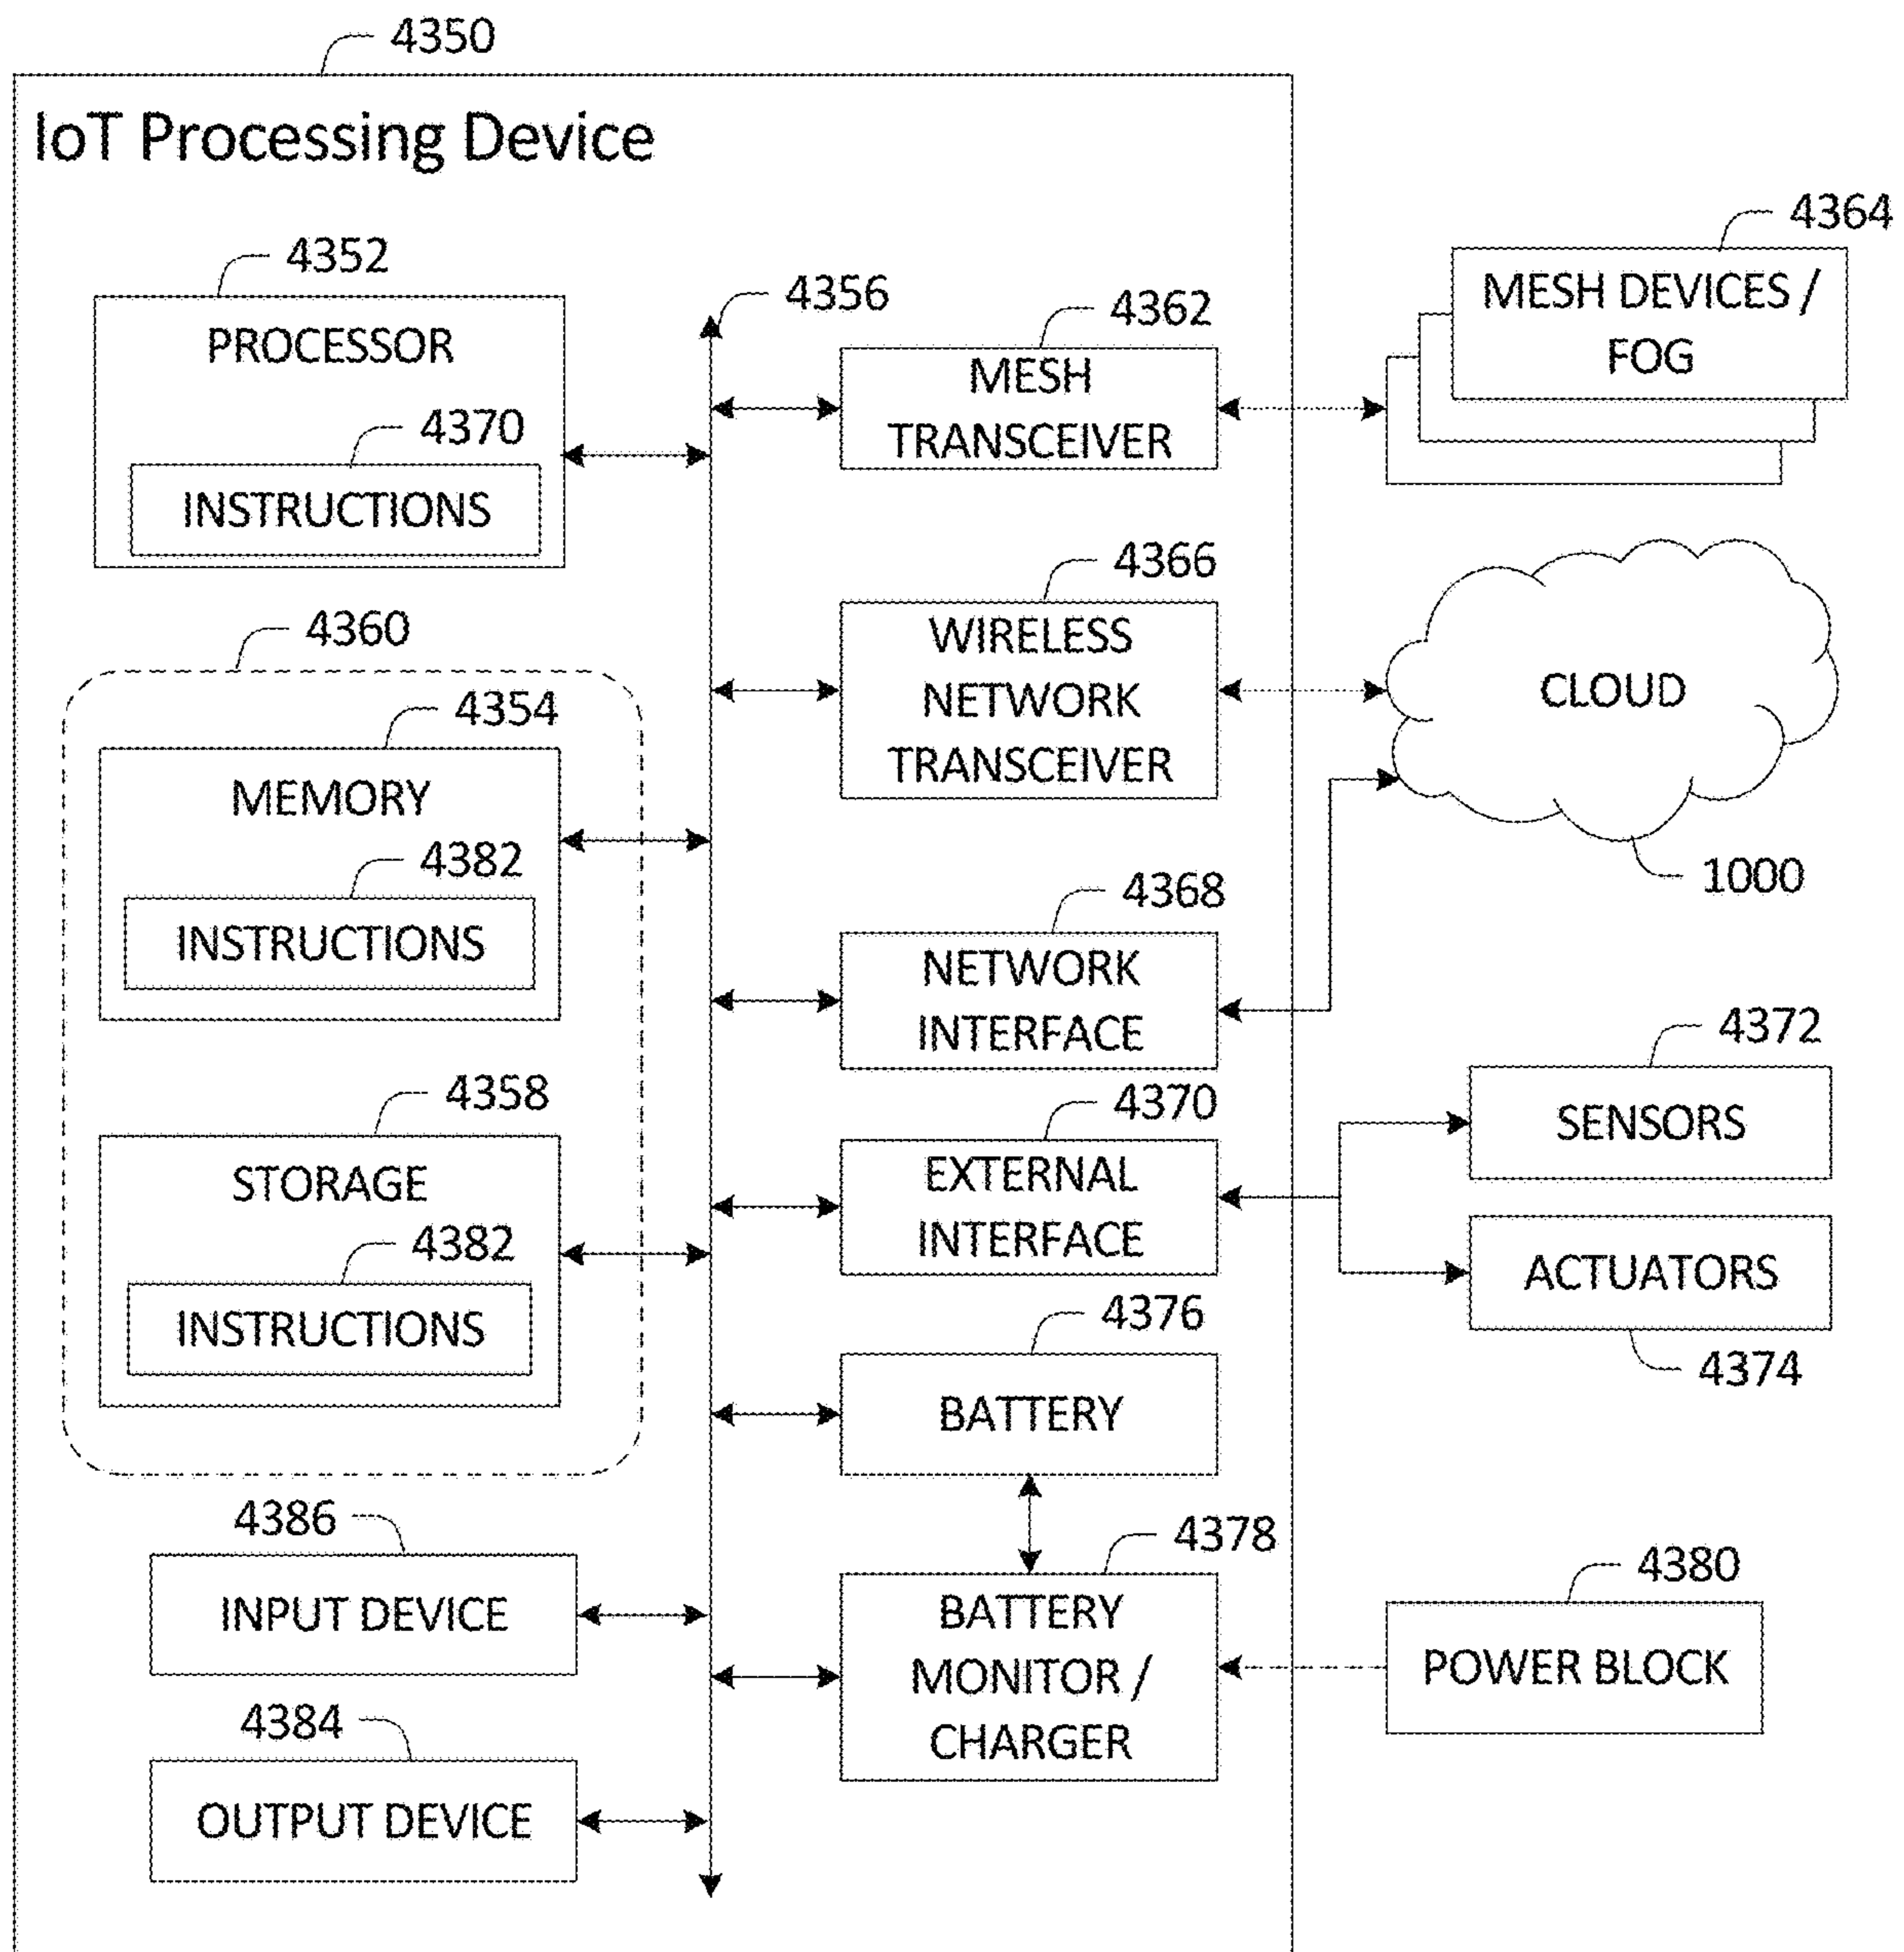 4350
IoT Processing Device
4352
PROCESSOR
4370
INSTRUCTIONS
4360
4354
MEMORY
4382
INSTRUCTIONS
4358
STORAGE
4382
INSTRUCTIONS
4386
INPUT DEVICE
4384
OUTPUT DEVICE
4356
4362
MESH
TRANSCEIVER
4366
WIRELESS
NETWORK
TRANSCEIVER
4368
NETWORK
INTERFACE
4370
EXTERNAL
INTERFACE
4376
BATTERY
4378
BATTERY
MONITOR /
CHARGER
4364
MESH DEVICES /
FOG
CLOUD
1000
4372
SENSORS
ACTUATORS
4374
4380
POWER BLOCK